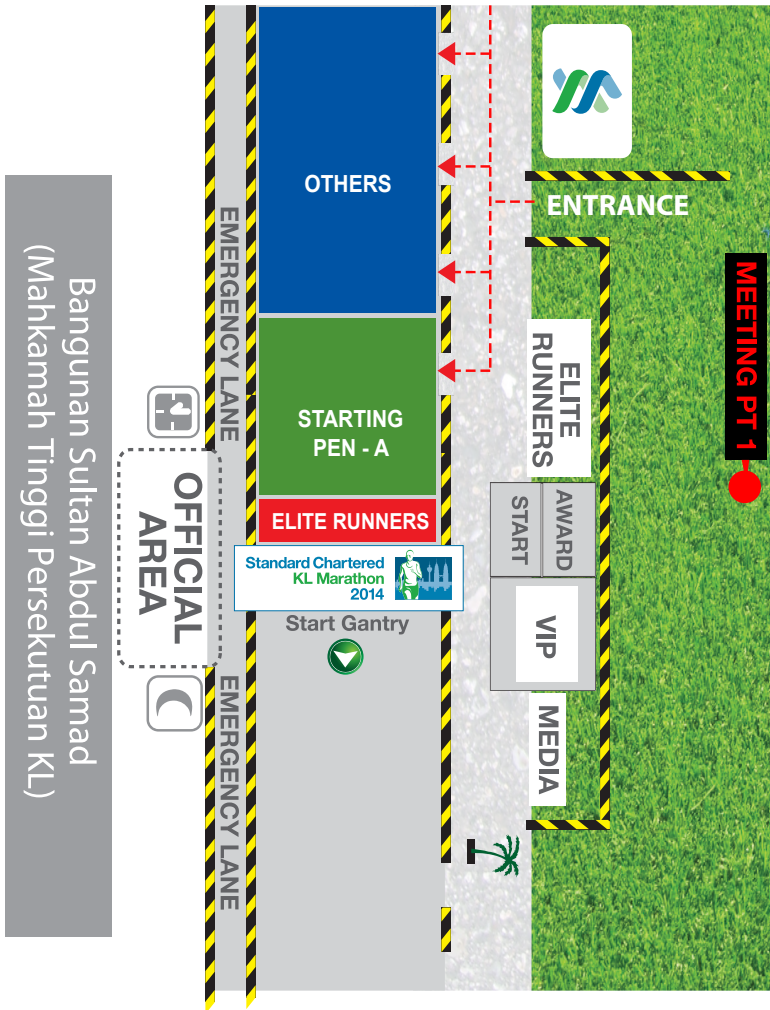 OTHERS
ENTRANCE
EMERGENCY LANE
MEETING PT 1
ELITE
RUNNERS
STARTING
PEN - A
Bangunan Sultan Abdul Samad
(Mahkamah Tinggi Persekutuan KL)
OFFICIAL
AREA
ELITE RUNNERS
AWARD
START
Standard Chartered
KL Marathon
2014
Start Gantry
VIP
EMERGENCY LANE
MEDIA